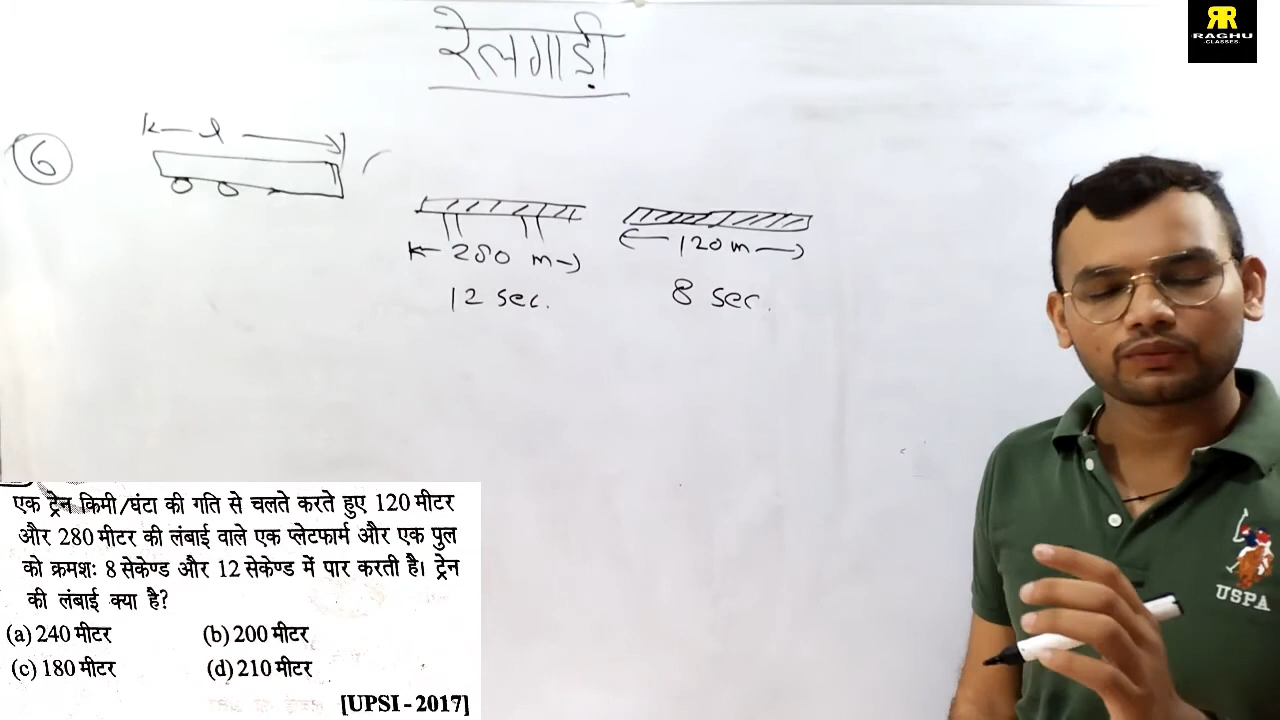 रेलगाड़ी
RAGHU
CLASSES
6
l
280 m
120 m
12 sec.
8 sec.
एक ट्रेन किमी/घंटा की गति से चलते करते हुए 120 मीटर
और 280 मीटर की लंबाई वाले एक प्लेटफार्म और एक पुल
को क्रमशः 8 सेकेण्ड और 12 सेकेण्ड में पार करती है। ट्रेन
की लंबाई क्या है?
(a) 240 मीटर (b) 200 मीटर
(c) 180 मीटर (d) 210 मीटर
[UPSI - 2017]
USPA